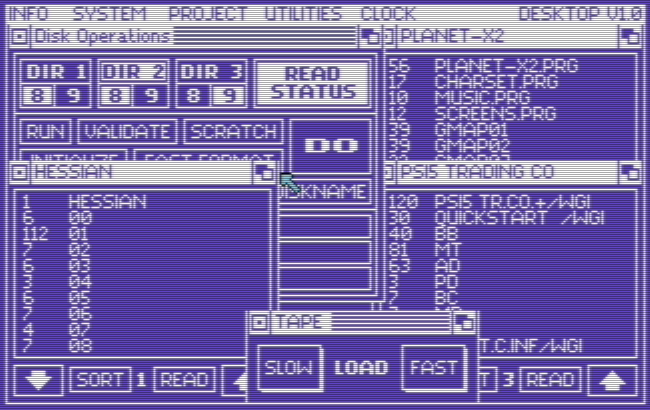 INFO SYSTEM PROJECT UTILITIES CLOCK DESKTOP V1.0
Disk Operations
DIR 1 DIR 2 DIR 3
8 9 8 9 8 9
READ
STATUS
RUN VALIDATE SCRATCH
DO
INITIALIZE FAST FORMAT
ISKNAME
PLANET-X2
56 PLANET-X2.PRG
17 CHARSET.PRG
10 MUSIC.PRG
12 SCREENS.PRG
39 GMAP01
39 GMAP02
GMAP03
HESSIAN
1 HESSIAN
6 00
112 01
7 02
6 03
3 04
6 05
7 06
4 07
7 08
SORT 1 READ
PSI5 TRADING CO
120 PSI5 TR.CO.+/WGI
30 QUICKSTART /WGI
40 BB
81 MT
63 AD
3 PD
7 BC
T.C.INF/WGI
T 3 READ
TAPE
SLOW LOAD FAST